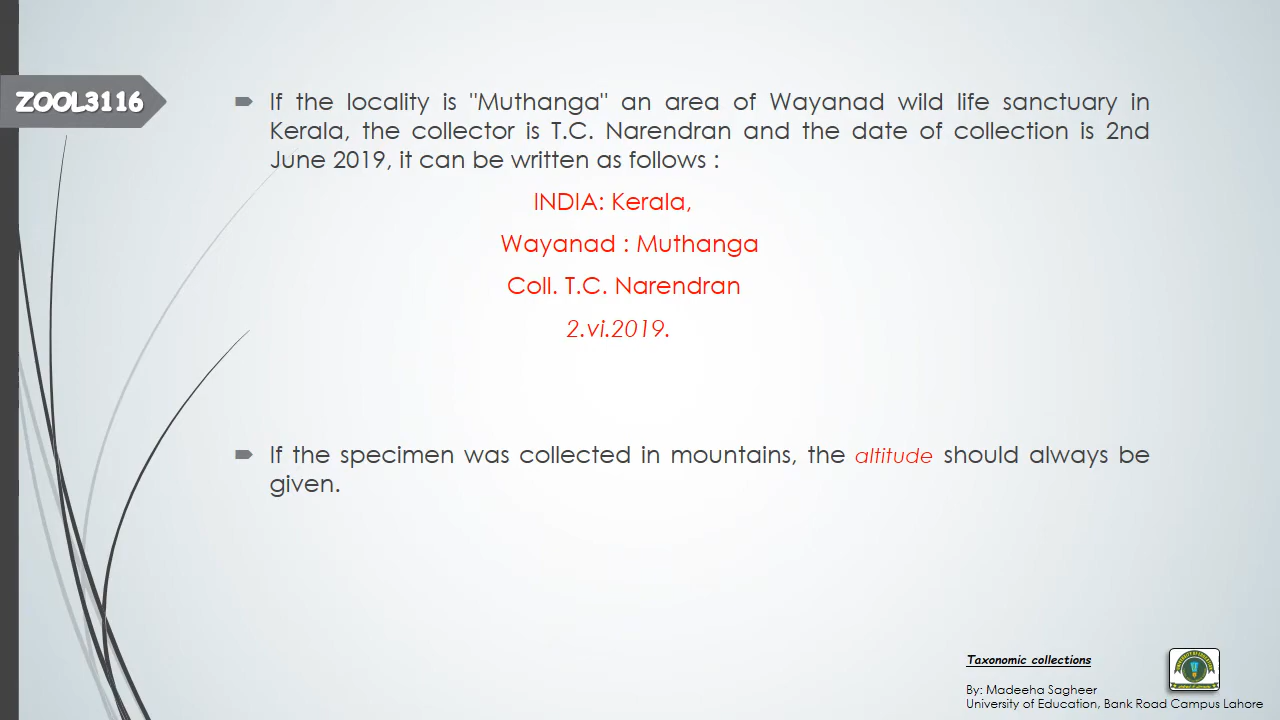 ZOOL3116
If the locality is "Muthanga" an area of Wayanad wild life sanctuary in
Kerala, the collector is T.C. Narendran and the date of collection is 2nd
June 2019, it can be written as follows :
INDIA: Kerala,
Wayanad : Muthanga
Coll. T.C. Narendran
2.vi.2019.
If the specimen was collected in mountains, the altitude should always be
given.
Taxonomic collections
By: Madeeha Sagheer
University of Education, Bank Road Campus Lahore